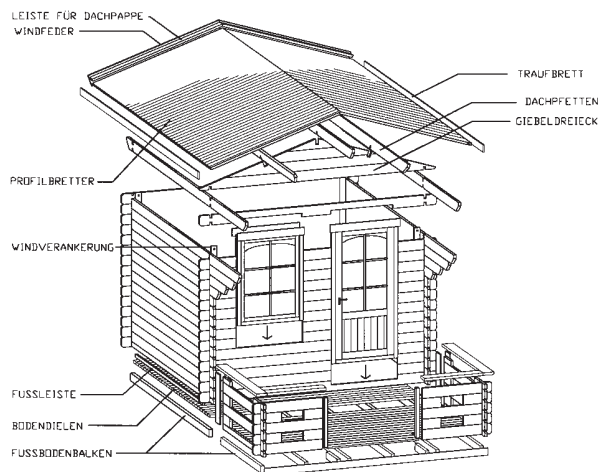 LEISTE FÜR DACHPAPPE
WINDFEDER
TRAUFBRETT
DACHPFETTEN
GIEBELDREIECK
PROFILBRETTER
WINDVERANKERUNG
FUSSLEISTE
BODENDIELEN
FUSSBODENBALKEN